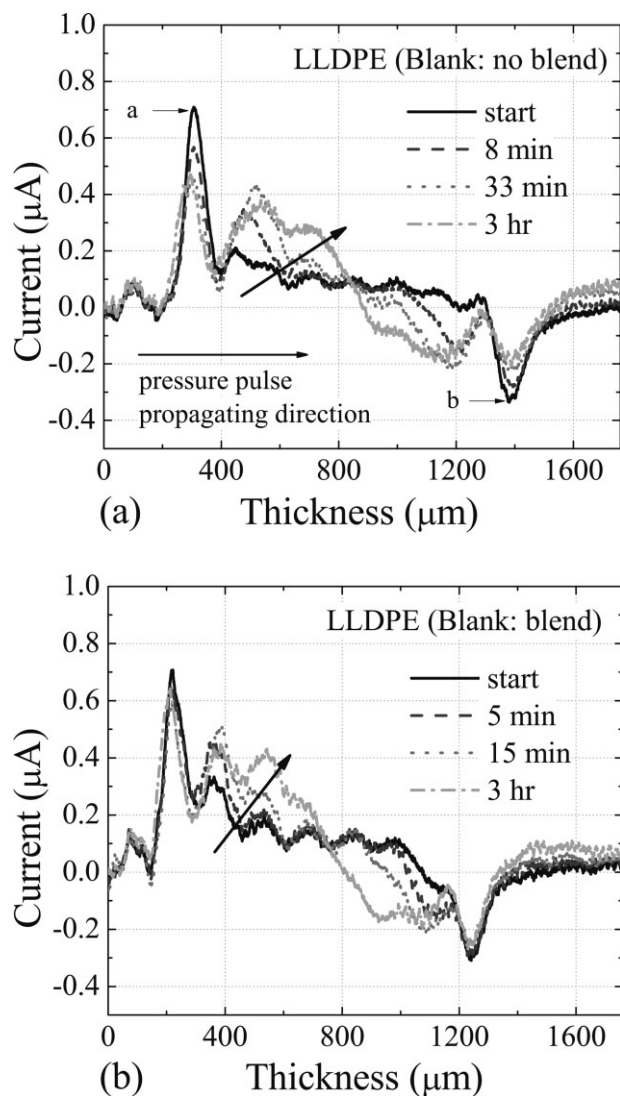 LLDPE (Blank: no blend)
start
8 min
33 min
3 hr
a
b
pressure pulse
propagating direction
1.0
0.8
0.6
0.4
0.2
0.0
-0.2
-0.4
Current (μA)
0
400
800
1200
1600
(a)
Thickness (μm)
LLDPE (Blank: blend)
start
5 min
15 min
3 hr
1.0
0.8
0.6
0.4
0.2
0.0
-0.2
-0.4
Current (μA)
0
400
800
1200
1600
(b)
Thickness (μm)